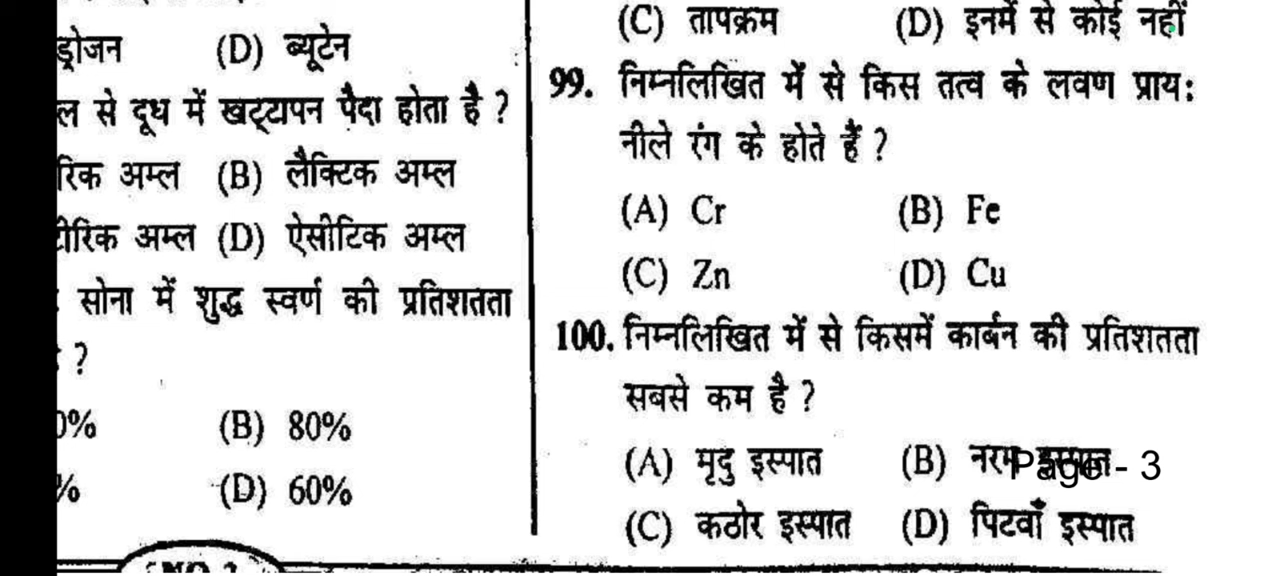 (D) ब्यूटेन
से दूध में खट्टापन पैदा होता है ?
अम्ल (B) लैक्टिक अम्ल
अम्ल (D) ऐसीटिक अम्ल
सोना में शुद्ध स्वर्ण की प्रतिशतता
?
(B) 80%
(D) 60%
(C) तापक्रम (D) इनमें से कोई नहीं
99. निम्नलिखित में से किस तत्व के लवण प्राय:
नीले रंग के होते हैं ?
(A) Cr (B) Fe
(C) Zn (D) Cu
100. निम्नलिखित में से किसमें कार्बन की प्रतिशतता
सबसे कम है ?
(A) मृदु इस्पात (B) नरम इस्पात
(C) कठोर इस्पात (D) पिटवाँ इस्पात
Page - 3